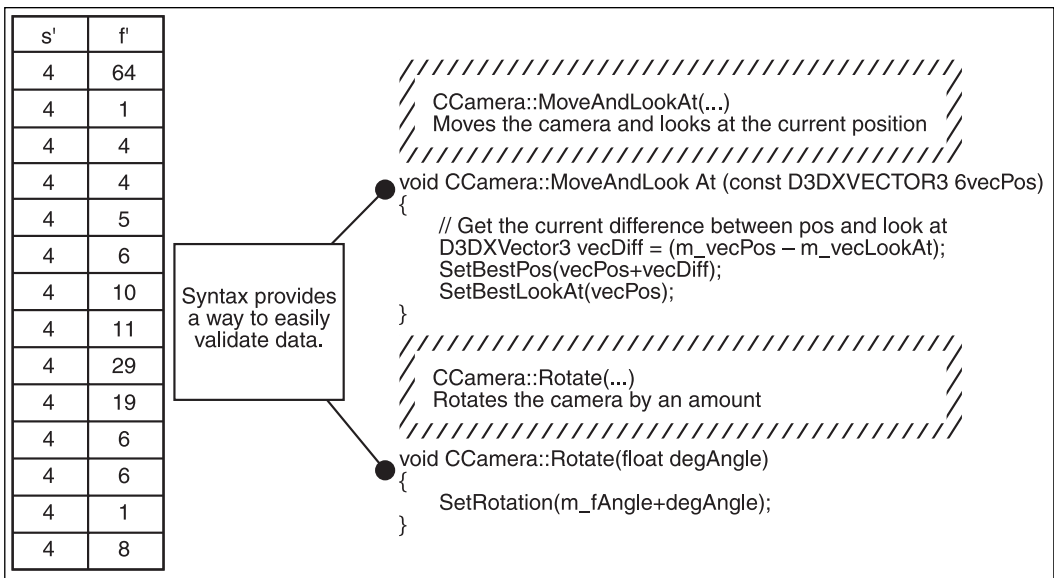 s' f'
4 64
4 1
4 4
4 4
4 5
4 6
4 10
4 11
4 29
4 19
4 6
4 6
4 1
4 8
Syntax provides
a way to easily
validate data.
/////////////////////////////////////////
CCamera::MoveAndLookAt(...)
Moves the camera and looks at the current position
/////////////////////////////////////////
void CCamera::MoveAndLook At (const D3DXVECTOR3 6vecPos)
{
// Get the current difference between pos and look at
D3DXVector3 vecDiff = (m_vecPos – m_vecLookAt);
SetBestPos(vecPos+vecDiff);
SetBestLookAt(vecPos);
}
/////////////////////////////////////////
CCamera::Rotate(...)
Rotates the camera by an amount
/////////////////////////////////////////
void CCamera::Rotate(float degAngle)
{
SetRotation(m_fAngle+degAngle);
}